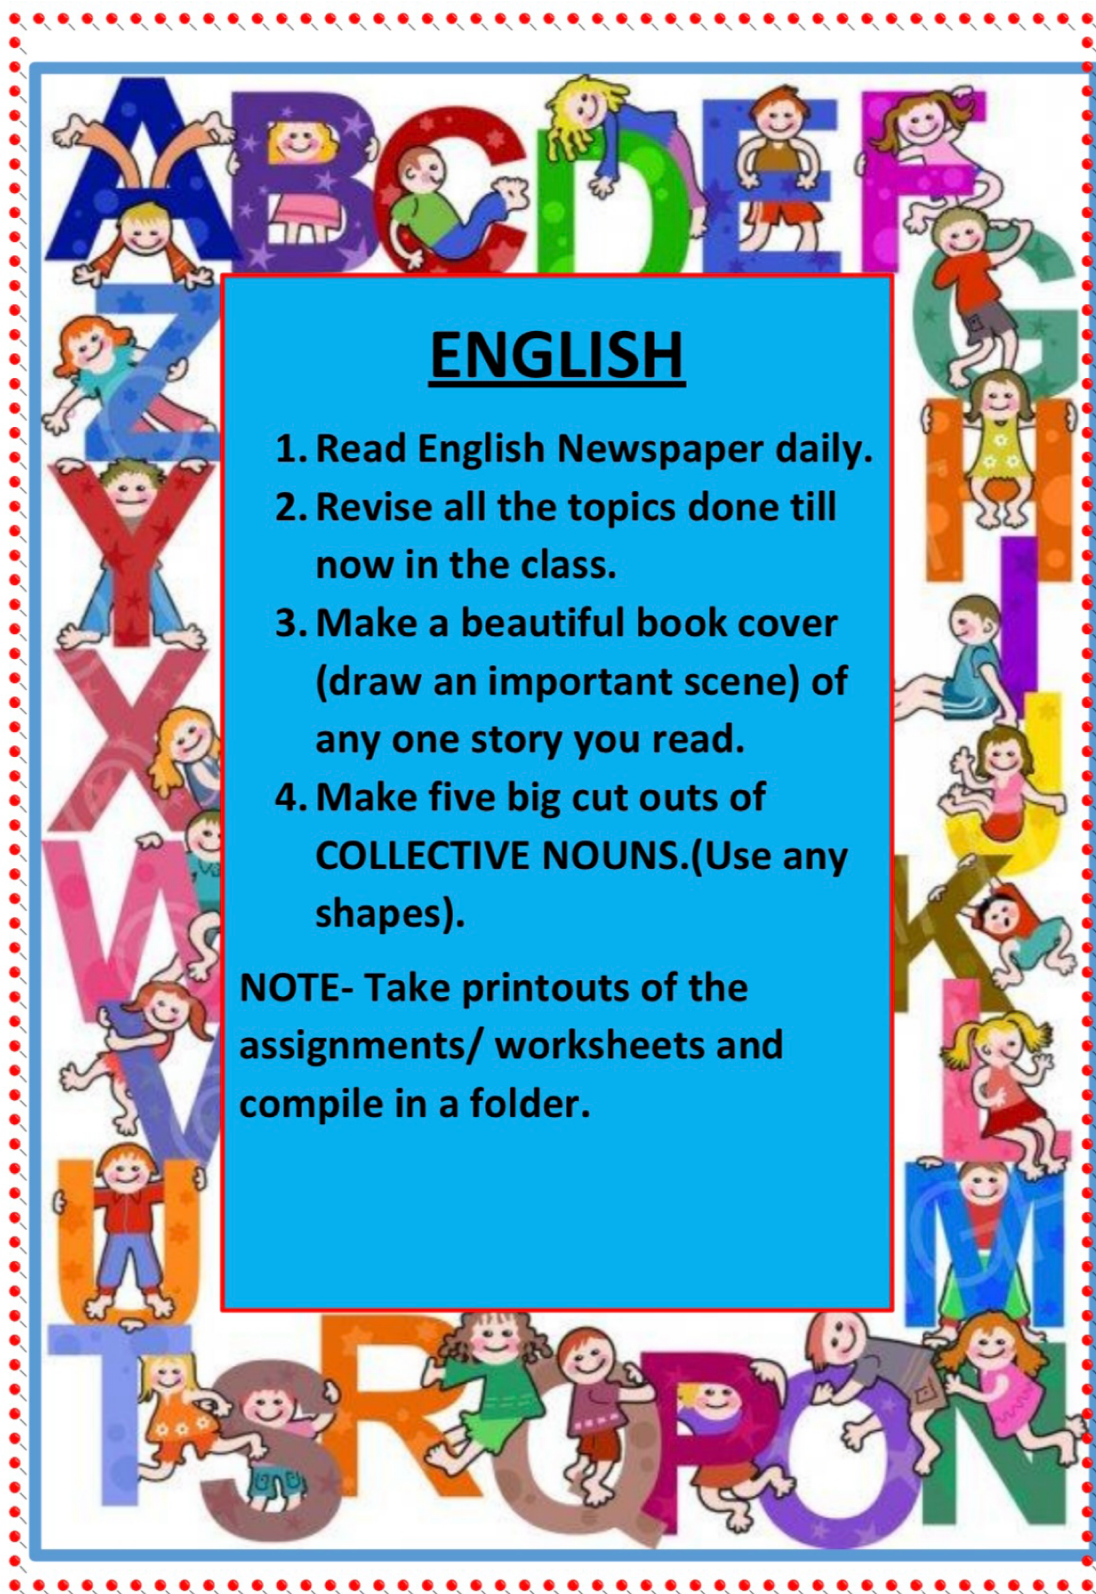 A B C D E F
G
H
I
J
K
L
M
N
O
P
Q
R
S
T
U
V
W
X
Y
Z
ENGLISH
1. Read English Newspaper daily.
2. Revise all the topics done till
now in the class.
3. Make a beautiful book cover
(draw an important scene) of
any one story you read.
4. Make five big cut outs of
COLLECTIVE NOUNS.(Use any
shapes).
NOTE- Take printouts of the
assignments/ worksheets and
compile in a folder.